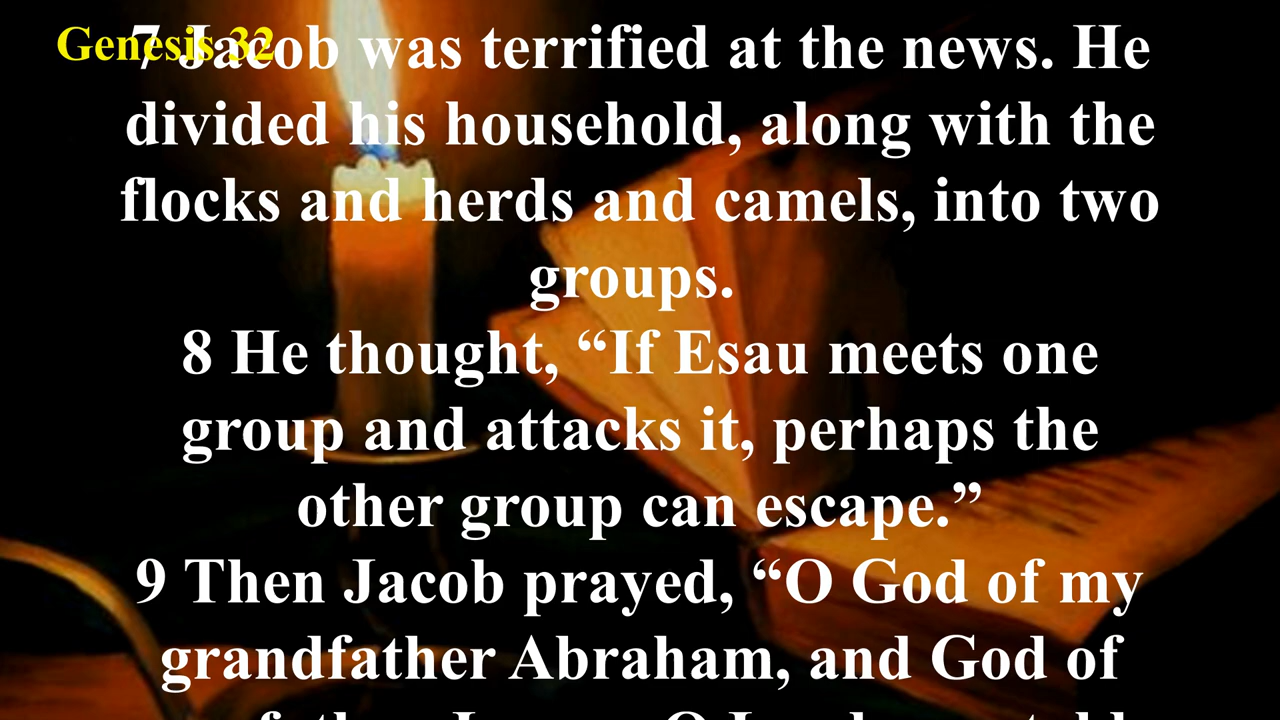 Genesis 32
7 Jacob was terrified at the news. He
divided his household, along with the
flocks and herds and camels, into two
groups.
8 He thought, “If Esau meets one
group and attacks it, perhaps the
other group can escape.”
9 Then Jacob prayed, “O God of my
grandfather Abraham, and God of